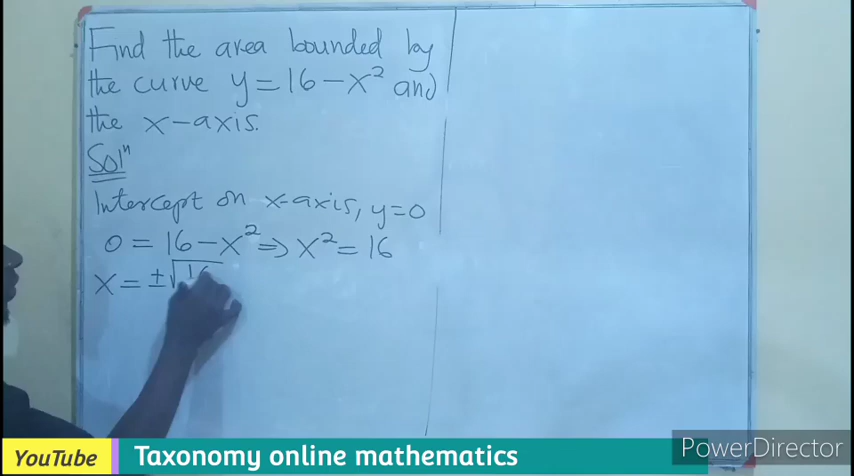 Find the area bounded by
the curve y = 16 − x² and
the x-axis.
Solⁿ
Intercept on x-axis, y=0
0 = 16 − x² ⇒ x² = 16
x = ±√16
YouTube Taxonomy online mathematics
PowerDirector